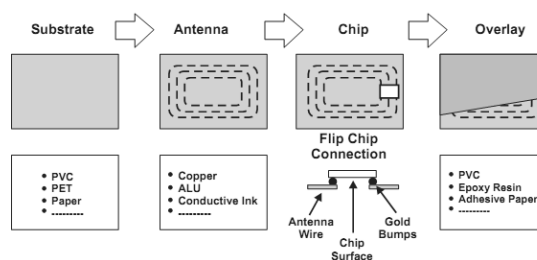 Substrate
Antenna
Chip
Overlay
Flip Chip
Connection
• PVC
• PET
• Paper
• ---------
• Copper
• ALU
• Conductive Ink
• ---------
Antenna
Wire
Chip
Surface
Gold
Bumps
• PVC
• Epoxy Resin
• Adhesive Paper
• ---------